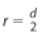 r = d/2